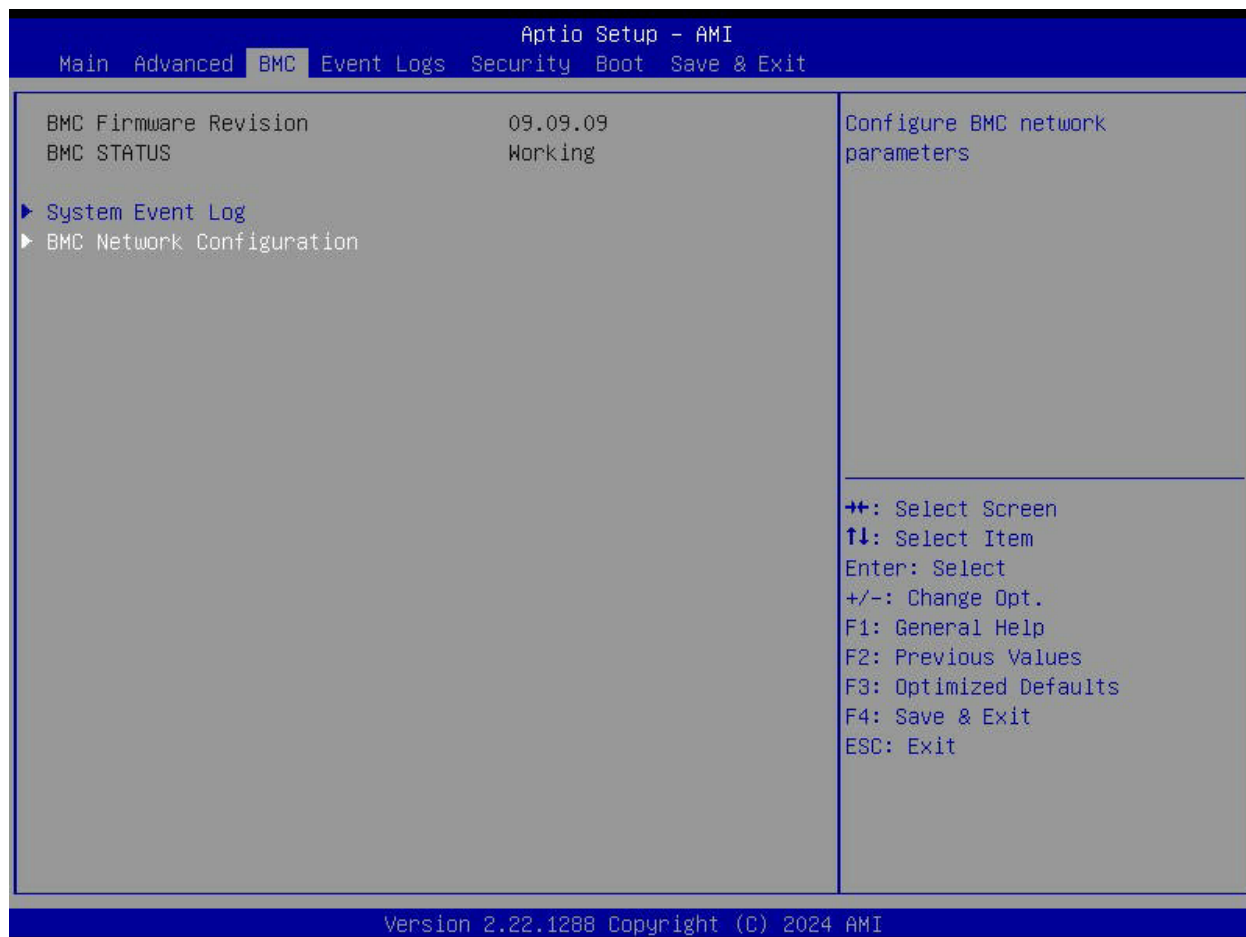 Aptio Setup – AMI
Main Advanced BMC Event Logs Security Boot Save & Exit
BMC Firmware Revision 09.09.09
BMC STATUS Working
System Event Log
BMC Network Configuration
Configure BMC network
parameters
→←: Select Screen
↑↓: Select Item
Enter: Select
+/-: Change Opt.
F1: General Help
F2: Previous Values
F3: Optimized Defaults
F4: Save & Exit
ESC: Exit
Version 2.22.1288 Copyright (C) 2024 AMI